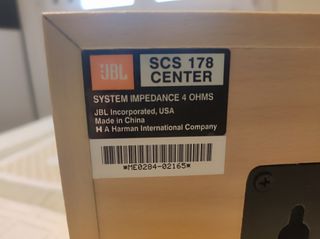 JBL
SCS 178
CENTER
SYSTEM IMPEDANCE 4 OHMS
JBL Incorporated, USA
Made in China
H A Harman International Company
*ME0284-02165*